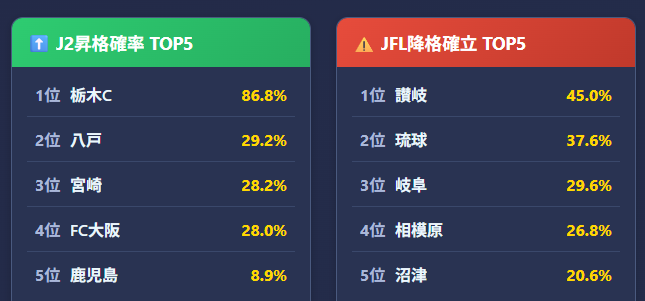 J2昇格確率 TOP5
1位 栃木C 86.8%
2位 八戸 29.2%
3位 宮崎 28.2%
4位 FC大阪 28.0%
5位 鹿児島 8.9%
JFL降格確立 TOP5
1位 讃岐 45.0%
2位 琉球 37.6%
3位 岐阜 29.6%
4位 相模原 26.8%
5位 沼津 20.6%